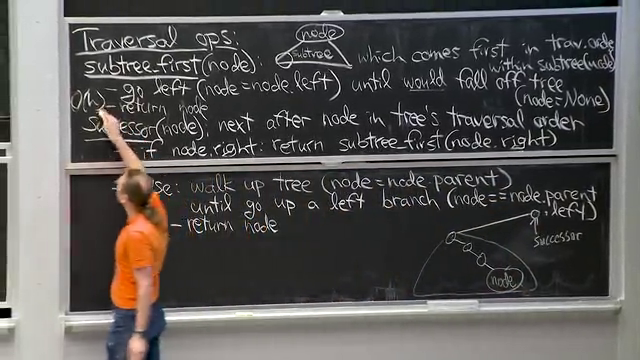 Traversal ops:
subtree_first(node): which comes first in trav. order
within subtree(node)
O(h) - go left (node = node.left) until would fall off tree
(node = None)
- return node
successor(node): next after node in tree's traversal order
- if node.right: return subtree_first(node.right)
walk up tree (node = node.parent)
until go up a left branch (node == node.parent
.left)
- return node
node
subtree
successor
node